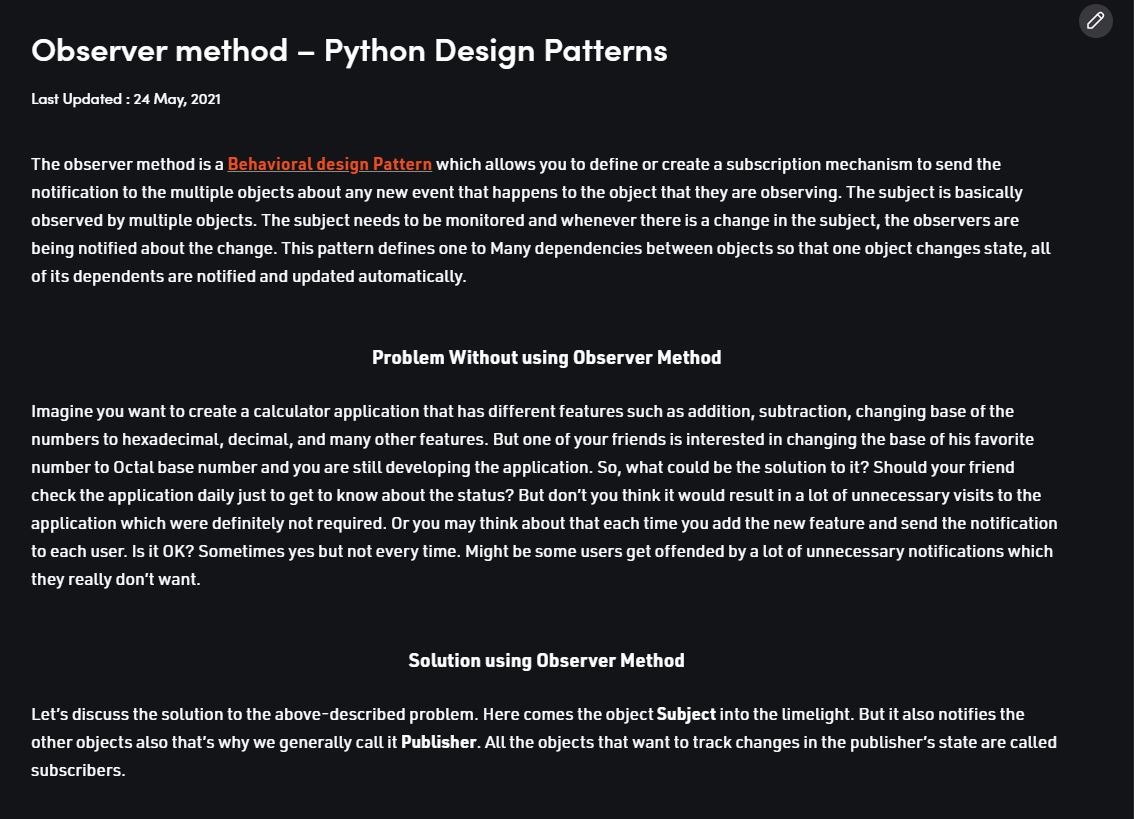 Observer method – Python Design Patterns
Last Updated : 24 May, 2021
The observer method is a Behavioral design Pattern which allows you to define or create a subscription mechanism to send the
notification to the multiple objects about any new event that happens to the object that they are observing. The subject is basically
observed by multiple objects. The subject needs to be monitored and whenever there is a change in the subject, the observers are
being notified about the change. This pattern defines one to Many dependencies between objects so that one object changes state, all
of its dependents are notified and updated automatically.
Problem Without using Observer Method
Imagine you want to create a calculator application that has different features such as addition, subtraction, changing base of the
numbers to hexadecimal, decimal, and many other features. But one of your friends is interested in changing the base of his favorite
number to Octal base number and you are still developing the application. So, what could be the solution to it? Should your friend
check the application daily just to get to know about the status? But don’t you think it would result in a lot of unnecessary visits to the
application which were definitely not required. Or you may think about that each time you add the new feature and send the notification
to each user. Is it OK? Sometimes yes but not every time. Might be some users get offended by a lot of unnecessary notifications which
they really don’t want.
Solution using Observer Method
Let’s discuss the solution to the above-described problem. Here comes the object Subject into the limelight. But it also notifies the
other objects also that’s why we generally call it Publisher. All the objects that want to track changes in the publisher’s state are called
subscribers.